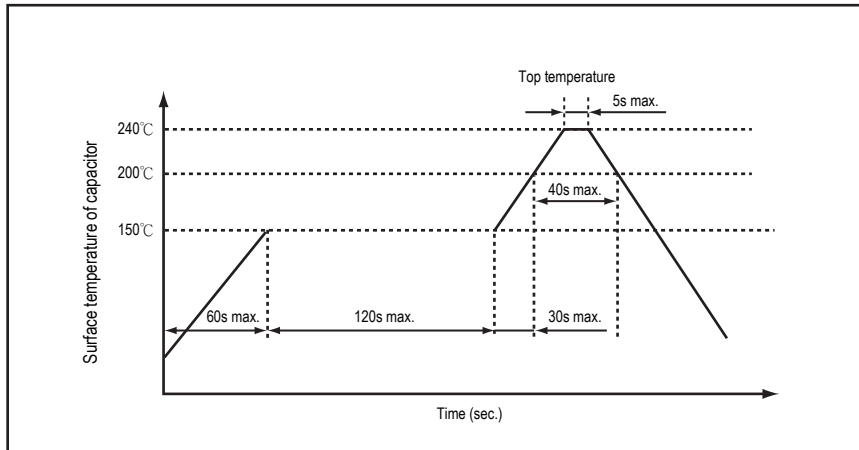 Top temperature
5s max.
240℃
200℃
40s max.
150℃
60s max.
120s max.
30s max.
Surface temperature of capacitor
Time (sec.)